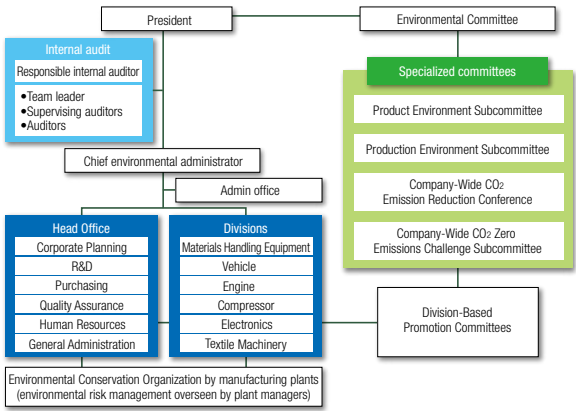 President
Environmental Committee
Internal audit
Responsible internal auditor
•Team leader
•Supervising auditors
•Auditors
Specialized committees
Product Environment Subcommittee
Production Environment Subcommittee
Company-Wide CO2
Emission Reduction Conference
Company-Wide CO2 Zero
Emissions Challenge Subcommittee
Chief environmental administrator
Admin office
Head Office
Corporate Planning
R&D
Purchasing
Quality Assurance
Human Resources
General Administration
Divisions
Materials Handling Equipment
Vehicle
Engine
Compressor
Electronics
Textile Machinery
Division-Based
Promotion Committees
Environmental Conservation Organization by manufacturing plants
(environmental risk management overseen by plant managers)